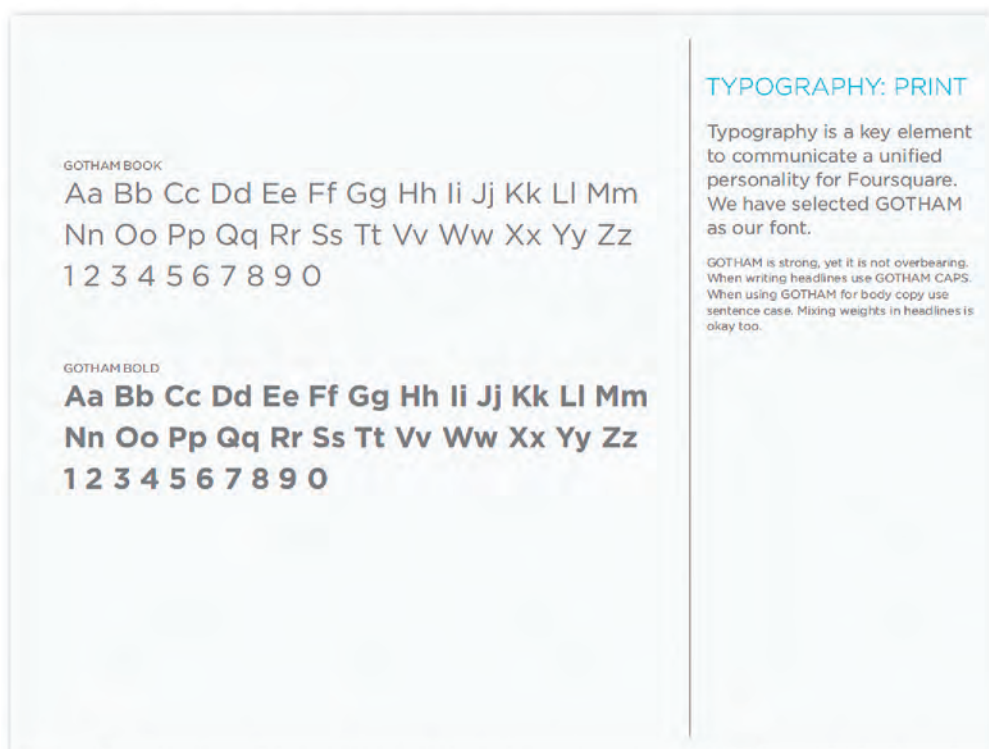 GOTHAM BOOK
Aa Bb Cc Dd Ee Ff Gg Hh Ii Jj Kk Ll Mm
Nn Oo Pp Qq Rr Ss Tt Vv Ww Xx Yy Zz
1 2 3 4 5 6 7 8 9 0
GOTHAM BOLD
Aa Bb Cc Dd Ee Ff Gg Hh Ii Jj Kk Ll Mm
Nn Oo Pp Qq Rr Ss Tt Vv Ww Xx Yy Zz
1 2 3 4 5 6 7 8 9 0
TYPOGRAPHY: PRINT
Typography is a key element
to communicate a unified
personality for Foursquare.
We have selected GOTHAM
as our font.
GOTHAM is strong, yet it is not overbearing.
When writing headlines use GOTHAM CAPS.
When using GOTHAM for body copy use
sentence case. Mixing weights in headlines is
okay too.